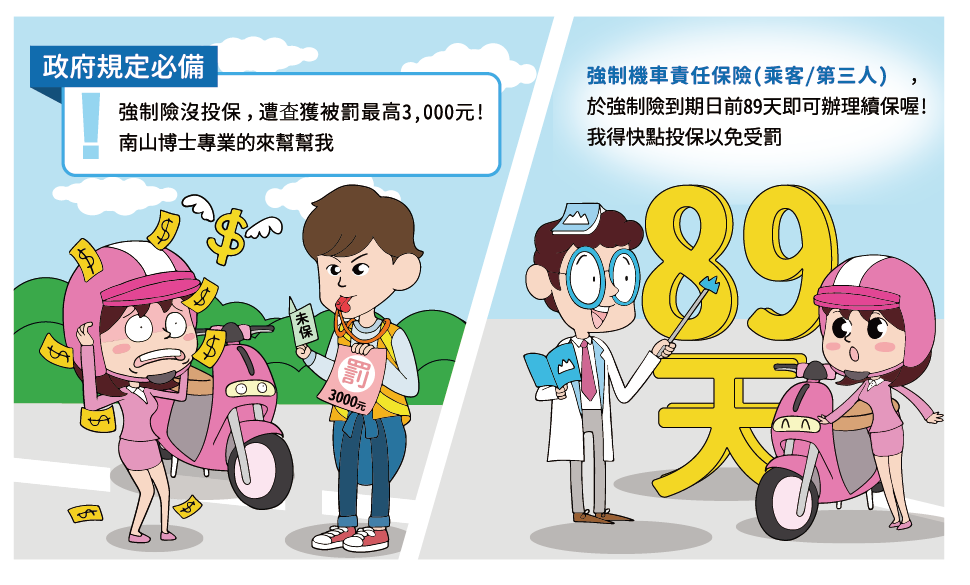 政府規定必備
!
強制險沒投保，遭查獲被罰最高3,000元！
南山博士專業的來幫幫我
強制機車責任保險(乘客/第三人)　，
於強制險到期日前89天即可辦理續保喔！
我得快點投保以免受罰
$
$
$
$
$
$
$
$
$
未保
罰
3000元
89
天